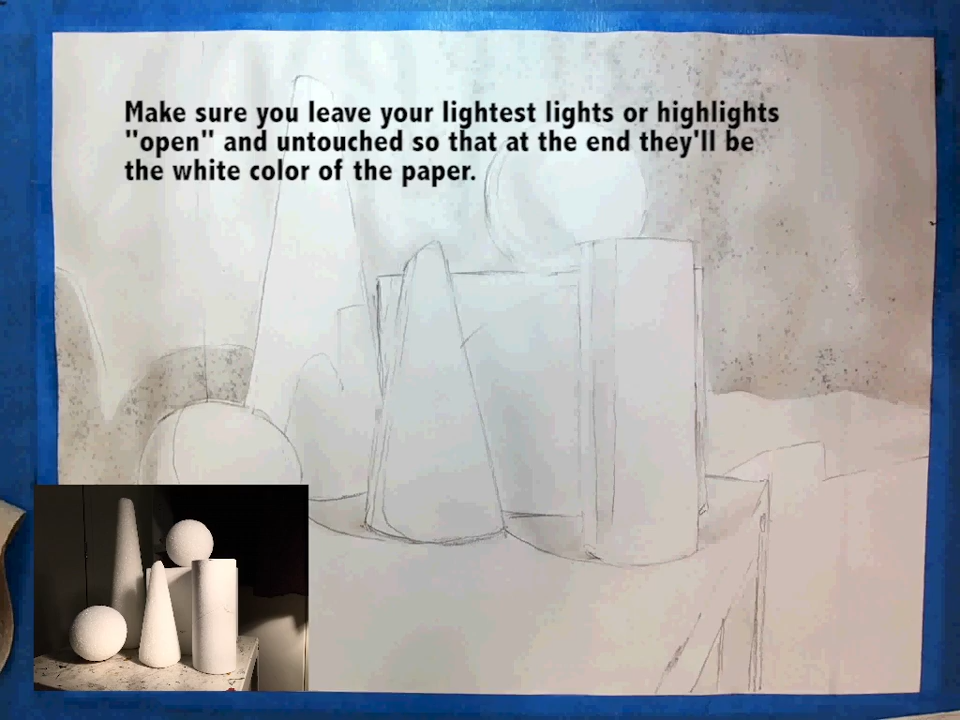 Make sure you leave your lightest lights or highlights
"open" and untouched so that at the end they'll be
the white color of the paper.